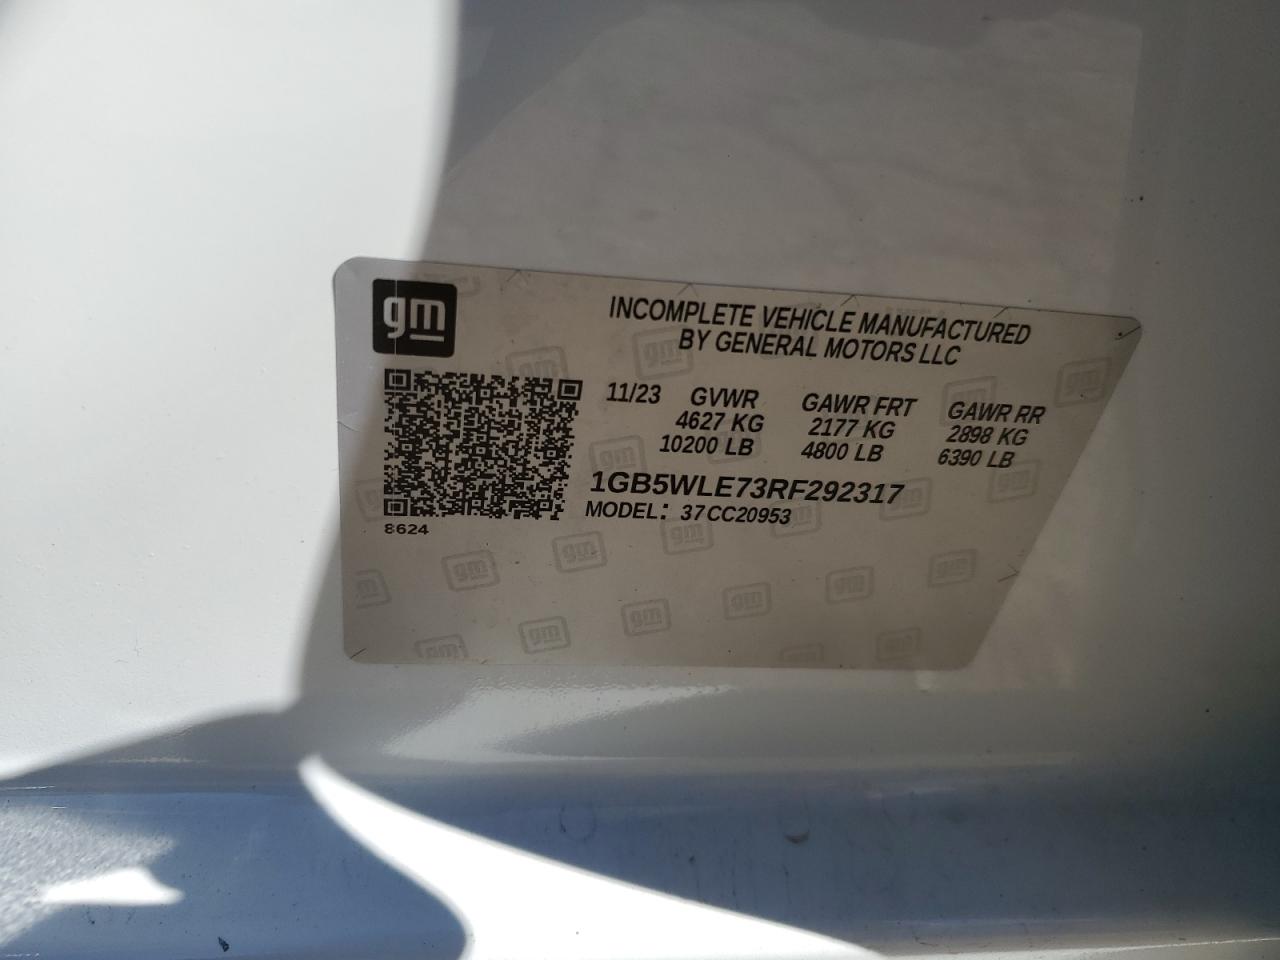 gm
INCOMPLETE VEHICLE MANUFACTURED
BY GENERAL MOTORS LLC
11/23 GVWR GAWR FRT GAWR RR
4627 KG 2177 KG 2898 KG
10200 LB 4800 LB 6390 LB
1GB5WLE73RF292317
MODEL: 37CC20953
8624